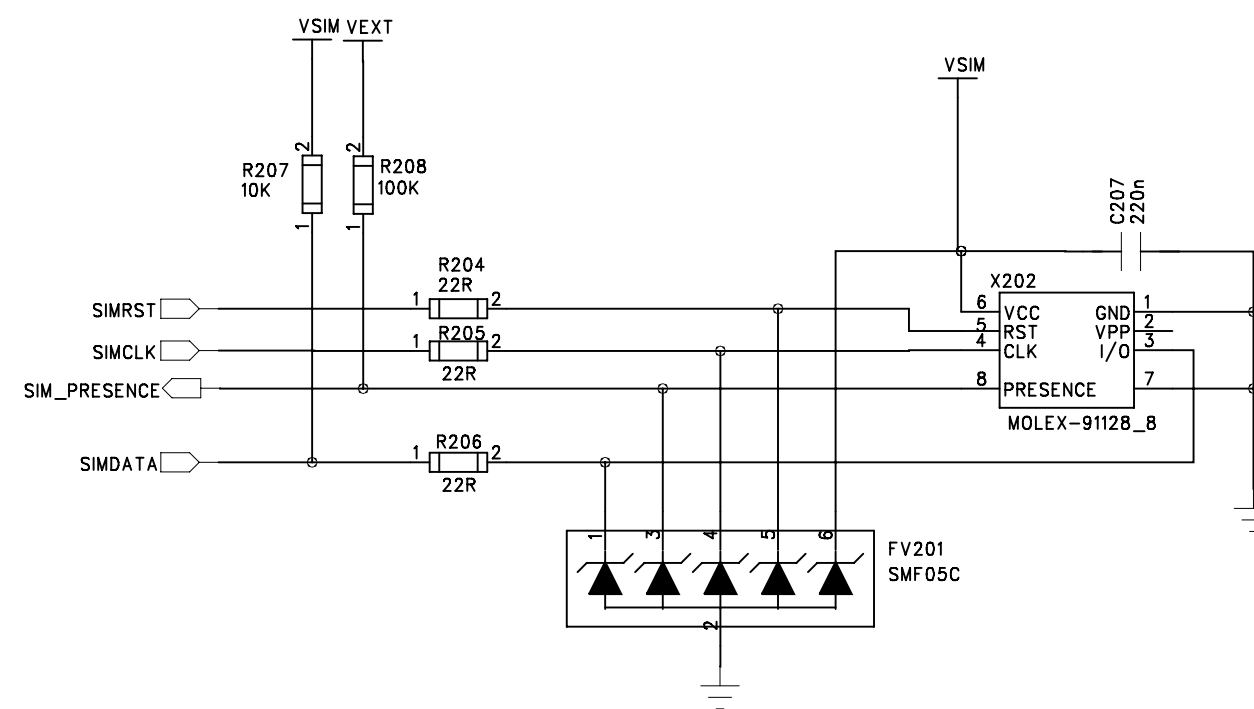 VSIM VEXT
VSIM
2
2
R207
10K
R208
100K
1
1
C207
220n
R204
22R
SIMRST
1
2
R205
22R
SIMCLK
1
2
SIM_PRESENCE
R206
22R
SIMDATA
1
2
X202
6
VCC
5
RST
4
CLK
8
PRESENCE
GND
1
VPP
2
I/O
3
7
MOLEX-91128_8
1
3
4
5
6
2
FV201
SMF05C